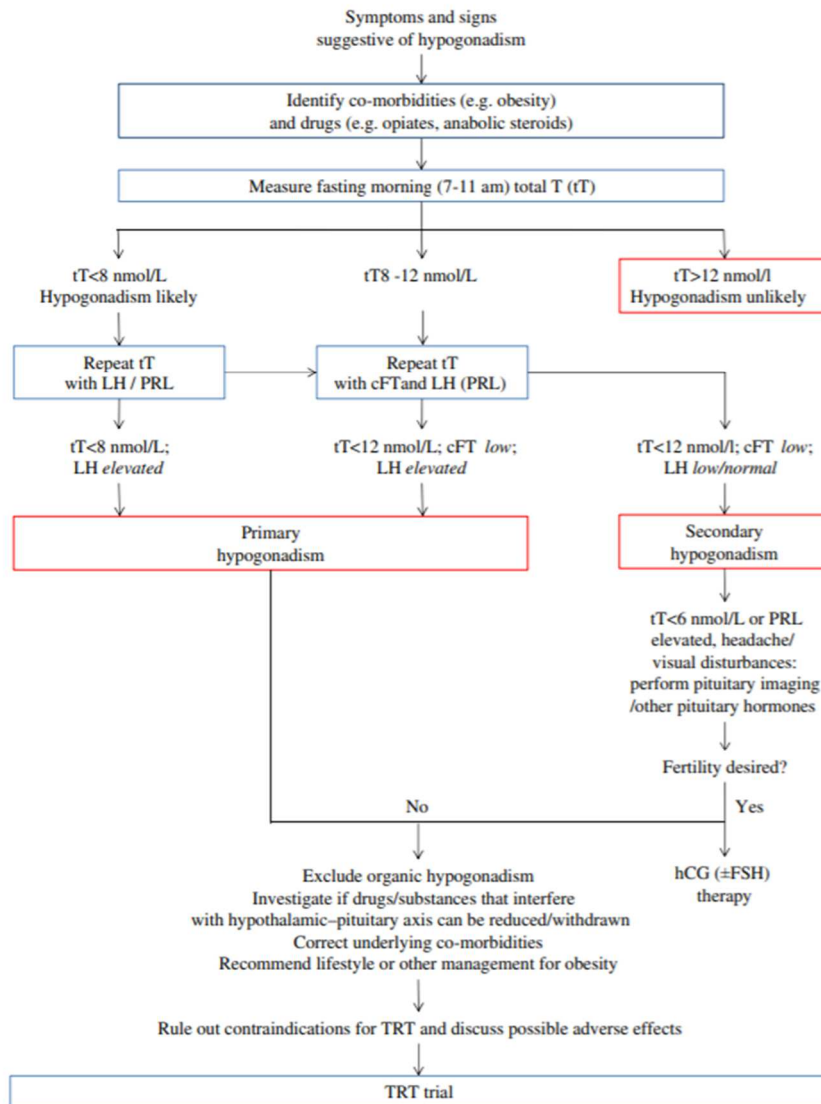 Symptoms and signs
suggestive of hypogonadism
Identify co-morbidities (e.g. obesity)
and drugs (e.g. opiates, anabolic steroids)
Measure fasting morning (7-11 am) total T (tT)
tT<8 nmol/L
Hypogonadism likely
tT8 -12 nmol/L
tT>12 nmol/l
Hypogonadism unlikely
Repeat tT
with LH / PRL
Repeat tT
with cFTand LH (PRL)
tT<8 nmol/L;
LH elevated
tT<12 nmol/L; cFT low;
LH elevated
tT<12 nmol/l; cFT low;
LH low/normal
Primary
hypogonadism
Secondary
hypogonadism
tT<6 nmol/L or PRL
elevated, headache/
visual disturbances:
perform pituitary imaging
/other pituitary hormones
Fertility desired?
No
Yes
Exclude organic hypogonadism
Investigate if drugs/substances that interfere
with hypothalamic–pituitary axis can be reduced/withdrawn
Correct underlying co-morbidities
Recommend lifestyle or other management for obesity
hCG (±FSH)
therapy
Rule out contraindications for TRT and discuss possible adverse effects
TRT trial